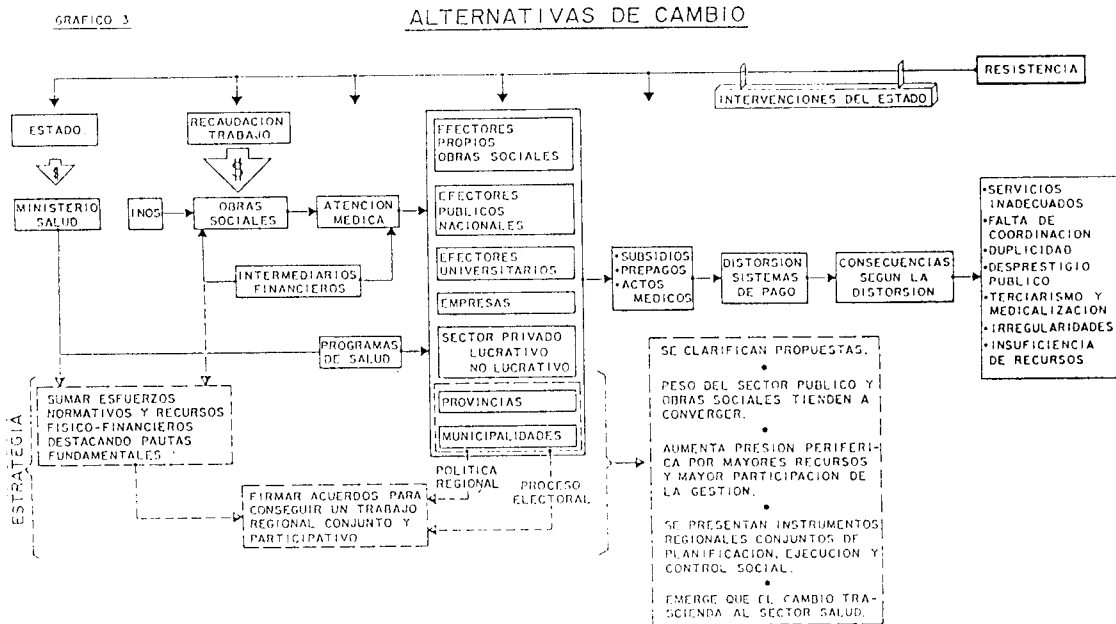 GRAFICO 3
ALTERNATIVAS DE CAMBIO
RESISTENCIA
INTERVENCIONES DEL ESTADO
ESTADO
RECAUDACION
TRABAJO
$
$
MINISTERIO
SALUD
INOS
OBRAS
SOCIALES
ATENCION
MEDICA
INTERMEDIARIOS
FINANCIEROS
PROGRAMAS
DE SALUD
EFECTORES
PROPIOS
OBRAS SOCIALES
EFECTORES
PUBLICOS
NACIONALES
EFECTORES
UNIVERSITARIOS
EMPRESAS
SECTOR PRIVADO
LUCRATIVO
NO LUCRATIVO
PROVINCIAS
MUNICIPALIDADES
•SUBSIDIOS
•PREPAGOS
•ACTOS
MEDICOS
DISTORSION
SISTEMAS
DE PAGO
CONSECUENCIAS
SEGUN LA
DISTORSION
•SERVICIOS
INADECUADOS
•FALTA DE
COORDINACION
•DUPLICIDAD
•DESPRESTIGIO
PUBLICO
•TERCIARISMO Y
MEDICALIZACION
•IRREGULARIDADES
•INSUFICIENCIA
DE RECURSOS
ESTRATEGIA
SUMAR ESFUERZOS
NORMATIVOS Y RECURSOS
FISICO-FINANCIEROS
DESTACANDO PAUTAS
FUNDAMENTALES
POLITICA
REGIONAL
PROCESO
ELECTORAL
FIRMAR ACUERDOS PARA
CONSEGUIR UN TRABAJO
REGIONAL CONJUNTO Y
PARTICIPATIVO
SE CLARIFICAN PROPUESTAS.
•
PESO DEL SECTOR PUBLICO Y
OBRAS SOCIALES TIENDEN A
CONVERGER.
•
AUMENTA PRESION PERIFERI-
CA POR MAYORES RECURSOS
Y MAYOR PARTICIPACION DE
LA GESTION.
•
SE PRESENTAN INSTRUMENTOS
REGIONALES CONJUNTOS DE
PLANIFICACION, EJECUCION Y
CONTROL SOCIAL.
•
EMERGE QUE EL CAMBIO TRA-
SCIENDA AL SECTOR SALUD.